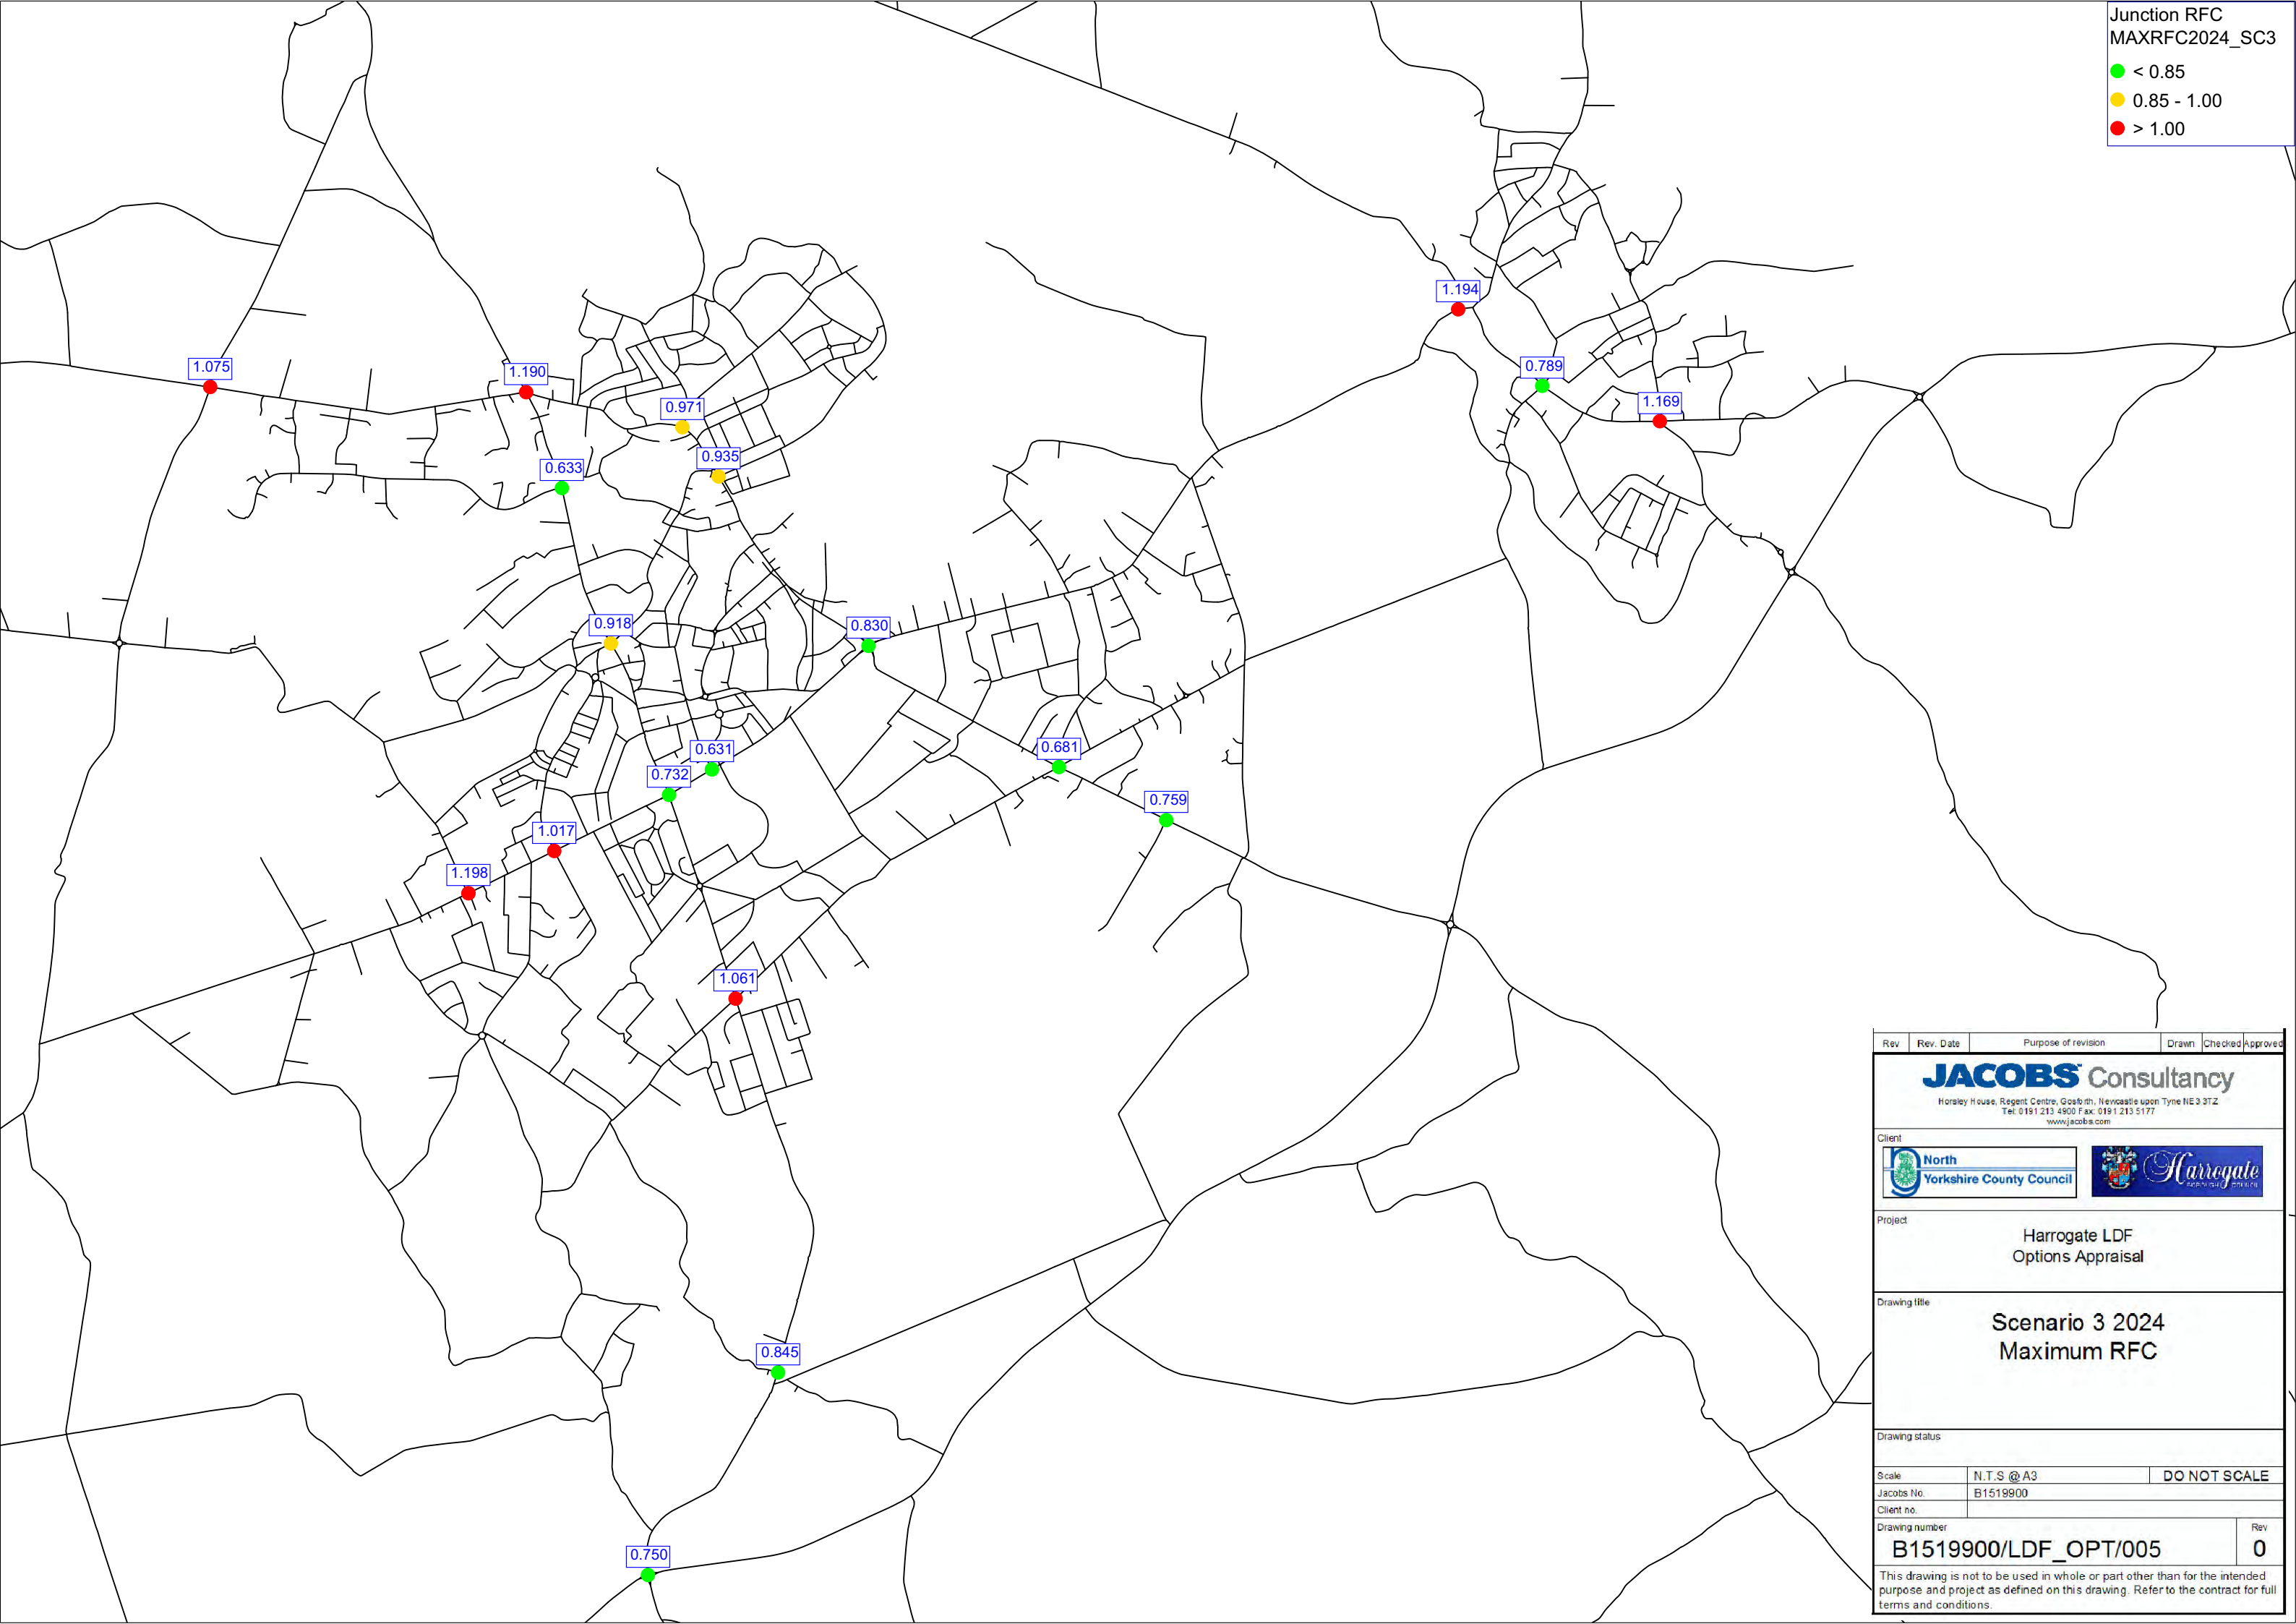 Junction RFC
MAXRFC2024_SC3
< 0.85
0.85 - 1.00
> 1.00
1.194
1.075
1.190
0.789
0.971
1.169
0.935
0.633
0.918
0.830
0.631
0.681
0.732
0.759
1.017
1.198
1.061
0.845
0.750
Rev Rev. Date Purpose of revision Drawn Checked Approved
JACOBS Consultancy
Horsley House, Regent Centre, Gosforth, Newcastle upon Tyne NE3 3TZ
Tel: 0191 213 4900 Fax: 0191 213 5177
www.jacobs.com
Client
North
Yorkshire County Council
Harrogate
BOROUGH COUNCIL
Project
Harrogate LDF
Options Appraisal
Drawing title
Scenario 3 2024
Maximum RFC
Drawing status
Scale N.T.S @ A3 DO NOT SCALE
Jacobs No. B1519900
Client no.
Drawing number Rev
B1519900/LDF_OPT/005 0
This drawing is not to be used in whole or part other than for the intended
purpose and project as defined on this drawing. Refer to the contract for full
terms and conditions.